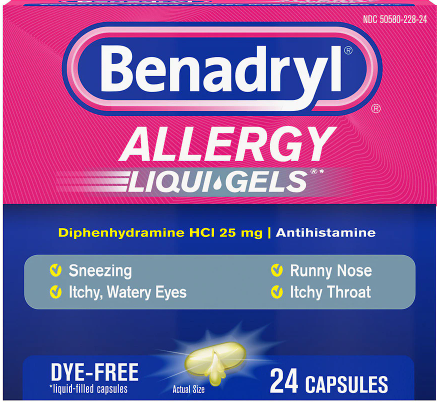 NDC 50580-228-24
Benadryl®
®
ALLERGY
LIQUI•GELS®*
Diphenhydramine HCl 25 mg | Antihistamine
Sneezing
Runny Nose
Itchy, Watery Eyes
Itchy Throat
DYE-FREE
*liquid-filled capsules
Actual Size
24 CAPSULES